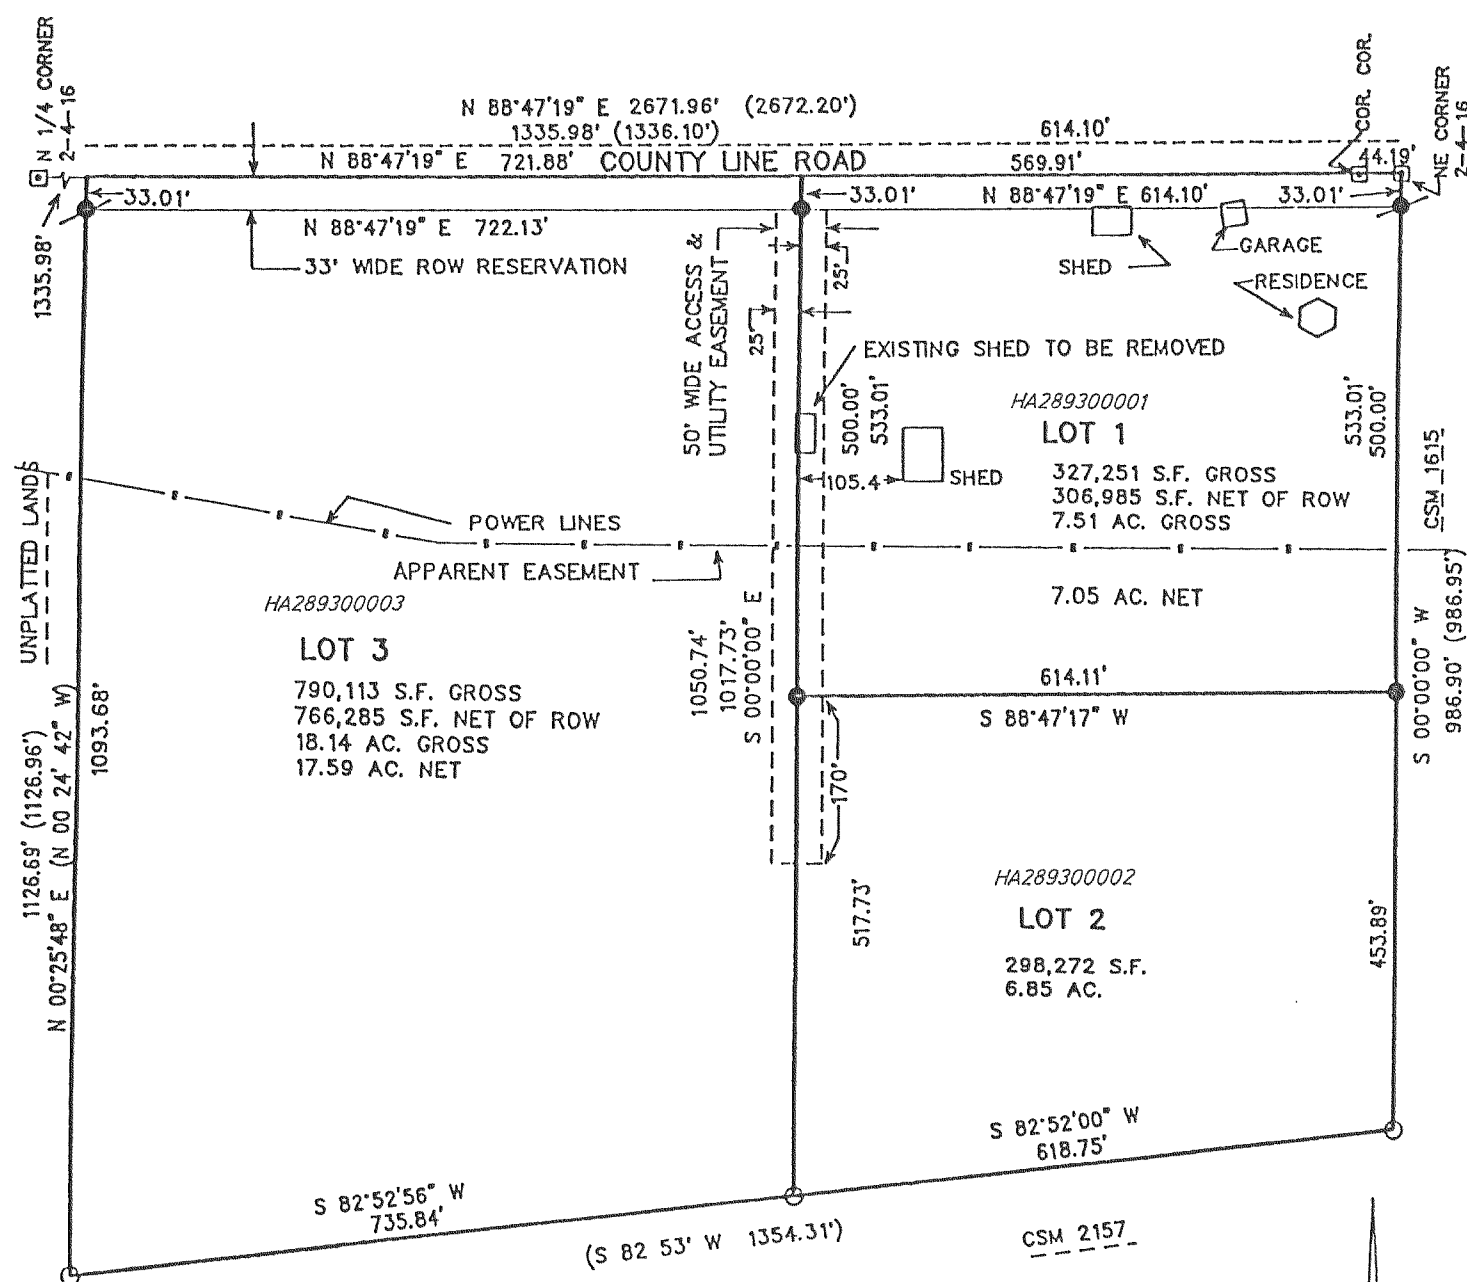 N 1/4 CORNER
2-4-16
N 88°47'19" E 2671.96' (2672.20')
1335.98' (1336.10')
614.10'
COR. COR.
NE CORNER
2-4-16
N 88°47'19" E 721.88' COUNTY LINE ROAD
569.91'
44.19'
33.01'
33.01'
N 88°47'19" E 614.10'
33.01'
N 88°47'19" E 722.13'
33' WIDE ROW RESERVATION
1335.98'
50' WIDE ACCESS &
UTILITY EASEMENT
25'
25'
SHED
GARAGE
RESIDENCE
EXISTING SHED TO BE REMOVED
500.00'
533.01'
HA289300001
LOT 1
327,251 S.F. GROSS
306,985 S.F. NET OF ROW
7.51 AC. GROSS
7.05 AC. NET
105.4
SHED
533.01'
500.00'
CSM 1615
UNPLATTED LANDS
POWER LINES
APPARENT EASEMENT
HA289300003
LOT 3
790,113 S.F. GROSS
766,285 S.F. NET OF ROW
18.14 AC. GROSS
17.59 AC. NET
1050.74'
1017.73'
S 00°00'00" E
614.11'
S 88°47'17" W
S 00°00'00" W
986.90' (986.95')
1126.69' (1126.96')
N 00°25'48" E (N 00 24' 42" W)
1093.68'
170'
517.73'
HA289300002
LOT 2
298,272 S.F.
6.85 AC.
453.89'
S 82°52'00" W
618.75'
S 82°52'56" W
735.84'
(S 82 53' W 1354.31')
CSM 2157